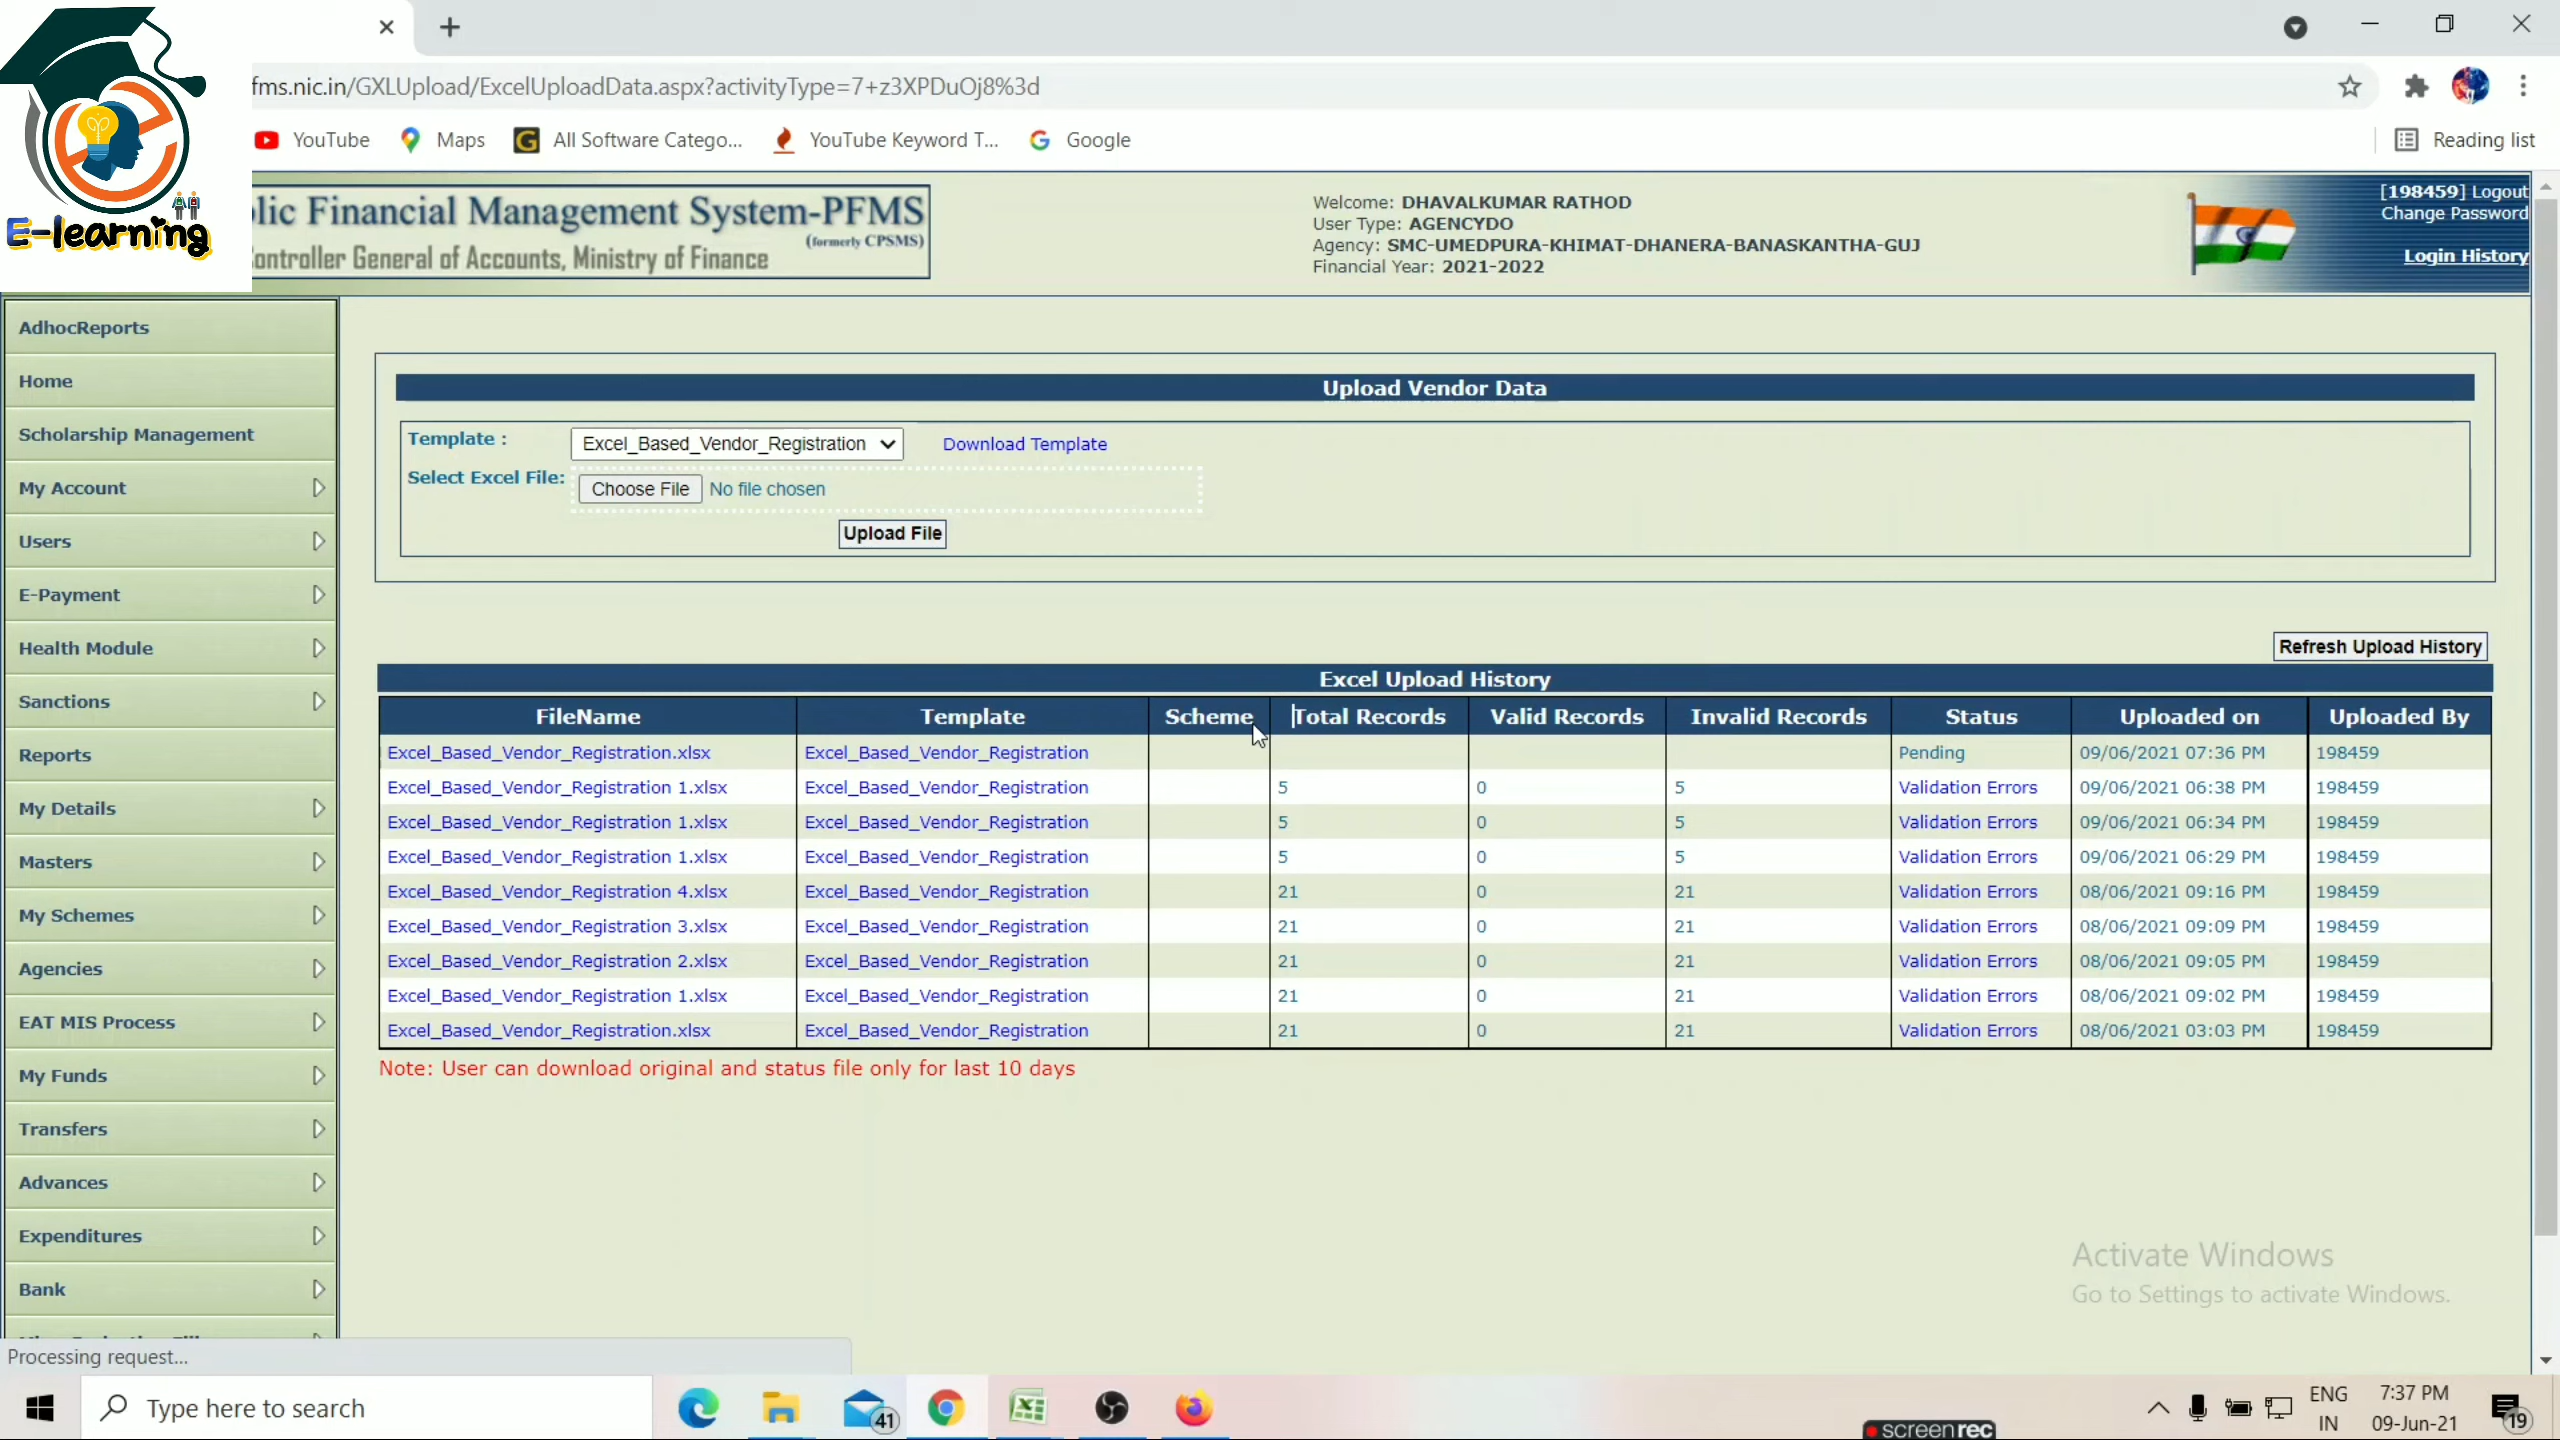 fms.nic.in/GXLUpload/ExcelUploadData.aspx?activityType=7+z3XPDuOj8%3d
YouTube Maps All Software Catego... YouTube Keyword T... Google Reading list
E-learning
lic Financial Management System-PFMS
(formerly CPSMS)
ontroller General of Accounts, Ministry of Finance
Welcome: DHAVALKUMAR RATHOD
User Type: AGENCYDO
Agency: SMC-UMEDPURA-KHIMAT-DHANERA-BANASKANTHA-GUJ
Financial Year: 2021-2022
[198459] Logout
Change Password
Login History
AdhocReports
Home
Scholarship Management
My Account
Users
E-Payment
Health Module
Sanctions
Reports
My Details
Masters
My Schemes
Agencies
EAT MIS Process
My Funds
Transfers
Advances
Expenditures
Bank
Upload Vendor Data
Template : Excel_Based_Vendor_Registration Download Template
Select Excel File: Choose File No file chosen
Upload File
Refresh Upload History
Excel Upload History
FileName Template Scheme Total Records Valid Records Invalid Records Status Uploaded on Uploaded By
Excel_Based_Vendor_Registration.xlsx Excel_Based_Vendor_Registration Pending 09/06/2021 07:36 PM 198459
Excel_Based_Vendor_Registration 1.xlsx Excel_Based_Vendor_Registration 5 0 5 Validation Errors 09/06/2021 06:38 PM 198459
Excel_Based_Vendor_Registration 1.xlsx Excel_Based_Vendor_Registration 5 0 5 Validation Errors 09/06/2021 06:34 PM 198459
Excel_Based_Vendor_Registration 1.xlsx Excel_Based_Vendor_Registration 5 0 5 Validation Errors 09/06/2021 06:29 PM 198459
Excel_Based_Vendor_Registration 4.xlsx Excel_Based_Vendor_Registration 21 0 21 Validation Errors 08/06/2021 09:16 PM 198459
Excel_Based_Vendor_Registration 3.xlsx Excel_Based_Vendor_Registration 21 0 21 Validation Errors 08/06/2021 09:09 PM 198459
Excel_Based_Vendor_Registration 2.xlsx Excel_Based_Vendor_Registration 21 0 21 Validation Errors 08/06/2021 09:05 PM 198459
Excel_Based_Vendor_Registration 1.xlsx Excel_Based_Vendor_Registration 21 0 21 Validation Errors 08/06/2021 09:02 PM 198459
Excel_Based_Vendor_Registration.xlsx Excel_Based_Vendor_Registration 21 0 21 Validation Errors 08/06/2021 03:03 PM 198459
Note: User can download original and status file only for last 10 days
Activate Windows
Go to Settings to activate Windows.
Processing request...
Type here to search
41
screenrec
ENG
IN
7:37 PM
09-Jun-21
19